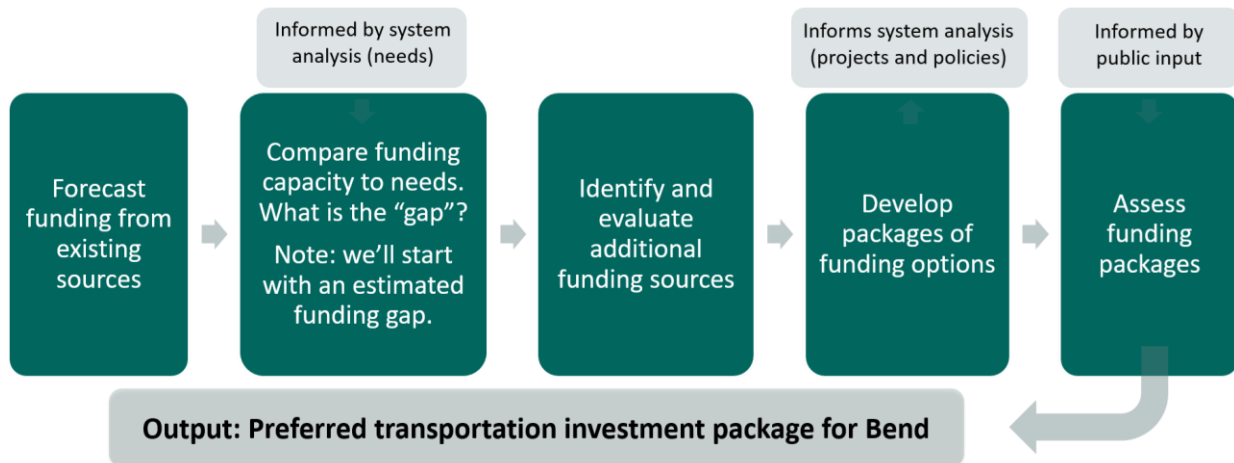 Informed by system
analysis (needs)
Informs system analysis
(projects and policies)
Informed by
public input
Forecast
funding from
existing
sources
Compare funding
capacity to needs.
What is the “gap”?
Note: we’ll start
with an estimated
funding gap.
Identify and
evaluate
additional
funding sources
Develop
packages of
funding options
Assess
funding
packages
Output: Preferred transportation investment package for Bend